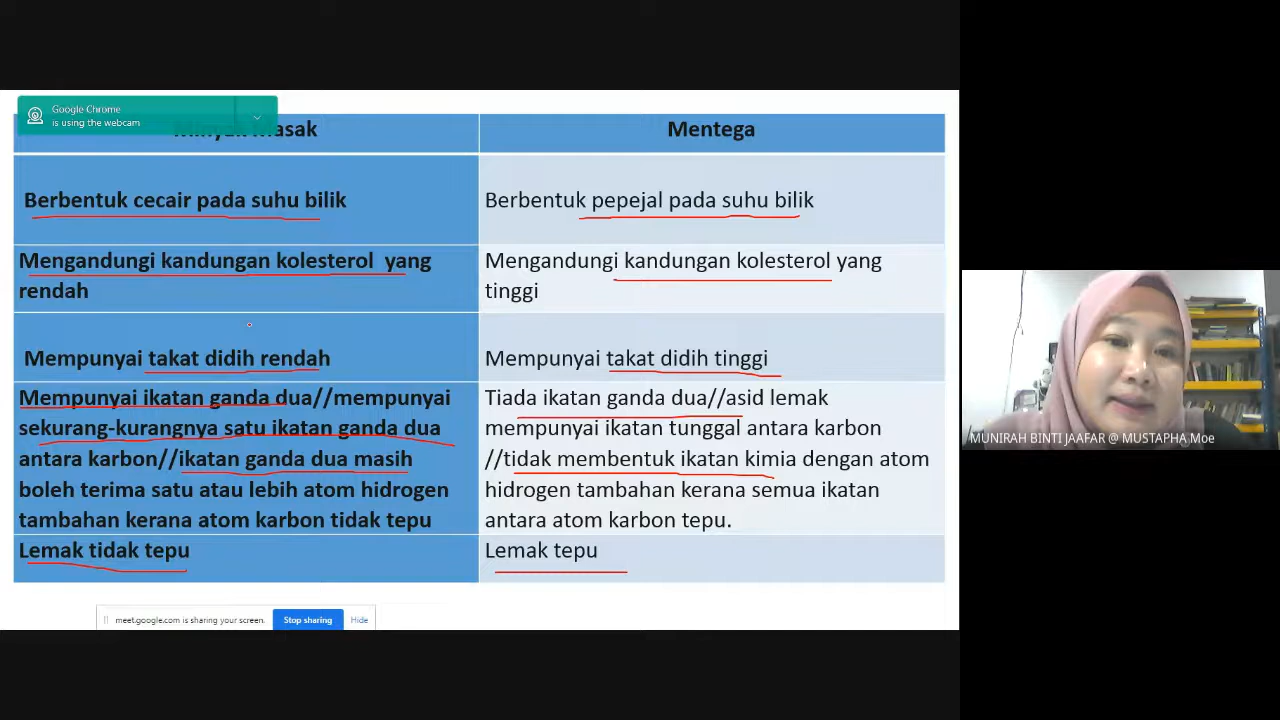 Google Chrome
is using the webcam
masak
Mentega
Berbentuk cecair pada suhu bilik
Berbentuk pepejal pada suhu bilik
Mengandungi kandungan kolesterol yang
rendah
Mengandungi kandungan kolesterol yang
tinggi
Mempunyai takat didih rendah
Mempunyai takat didih tinggi
Mempunyai ikatan ganda dua//mempunyai
sekurang-kurangnya satu ikatan ganda dua
antara karbon//ikatan ganda dua masih
boleh terima satu atau lebih atom hidrogen
tambahan kerana atom karbon tidak tepu
Tiada ikatan ganda dua//asid lemak
mempunyai ikatan tunggal antara karbon
//tidak membentuk ikatan kimia dengan atom
hidrogen tambahan kerana semua ikatan
antara atom karbon tepu.
Lemak tidak tepu
Lemak tepu
meet.google.com is sharing your screen.
Stop sharing
Hide
MUNIRAH BINTI JAAFAR @ MUSTAPHA Moe